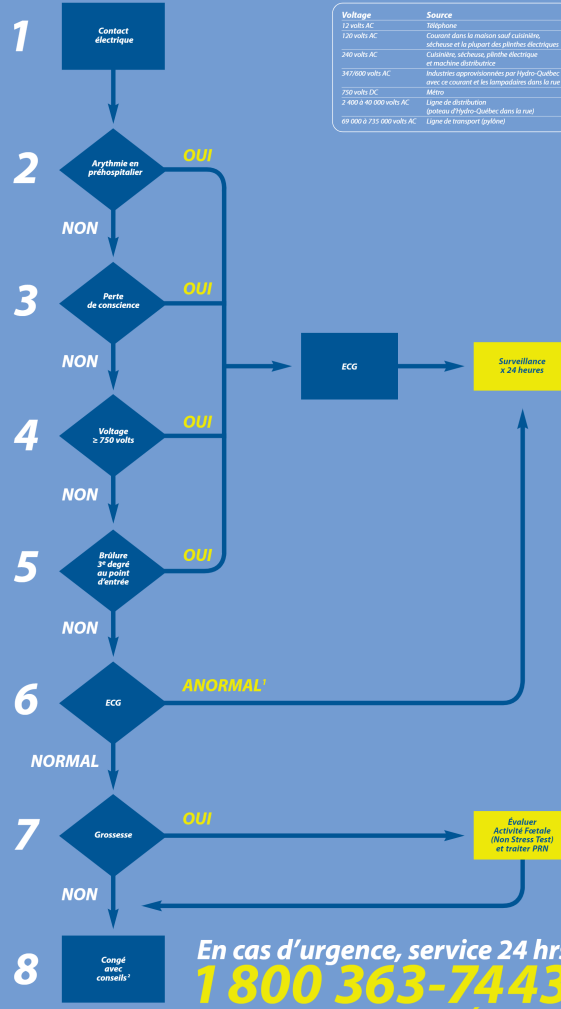 1
Contact
électrique
Voltage Source
12 volts AC Téléphone
120 volts AC Courant dans la maison sauf cuisinière,
sécheuse et la plupart des plinthes électriques
240 volts AC Cuisinière, sécheuse, plinthe électrique
et machine distributrice
347/600 volts AC Industries approvisionnées par Hydro-Québec
avec ce courant et les lampadaires dans la rue
750 volts DC Métro
2 400 à 40 000 volts AC Ligne de distribution
(poteau d'Hydro-Québec dans la rue)
69 000 à 735 000 volts AC Ligne de transport (pylône)
2
Arythmie en
préhospitalier
OUI
NON
3
Perte
de conscience
OUI
NON
ECG
Surveillance
x 24 heures
4
Voltage
≥ 750 volts
OUI
NON
5
Brûlure
3e degré
au point
d'entrée
OUI
NON
6
ECG
ANORMAL¹
NORMAL
7
Grossesse
OUI
Évaluer
Activité Fœtale
(Non Stress Test)
et traiter PRN
NON
8
Congé
avec
conseils²
En cas d'urgence, service 24 hrs
1 800 363-7443